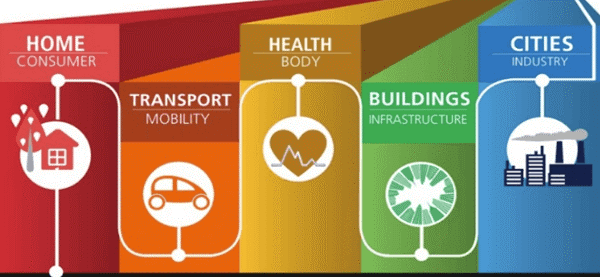 HOME
CONSUMER
TRANSPORT
MOBILITY
HEALTH
BODY
BUILDINGS
INFRASTRUCTURE
CITIES
INDUSTRY